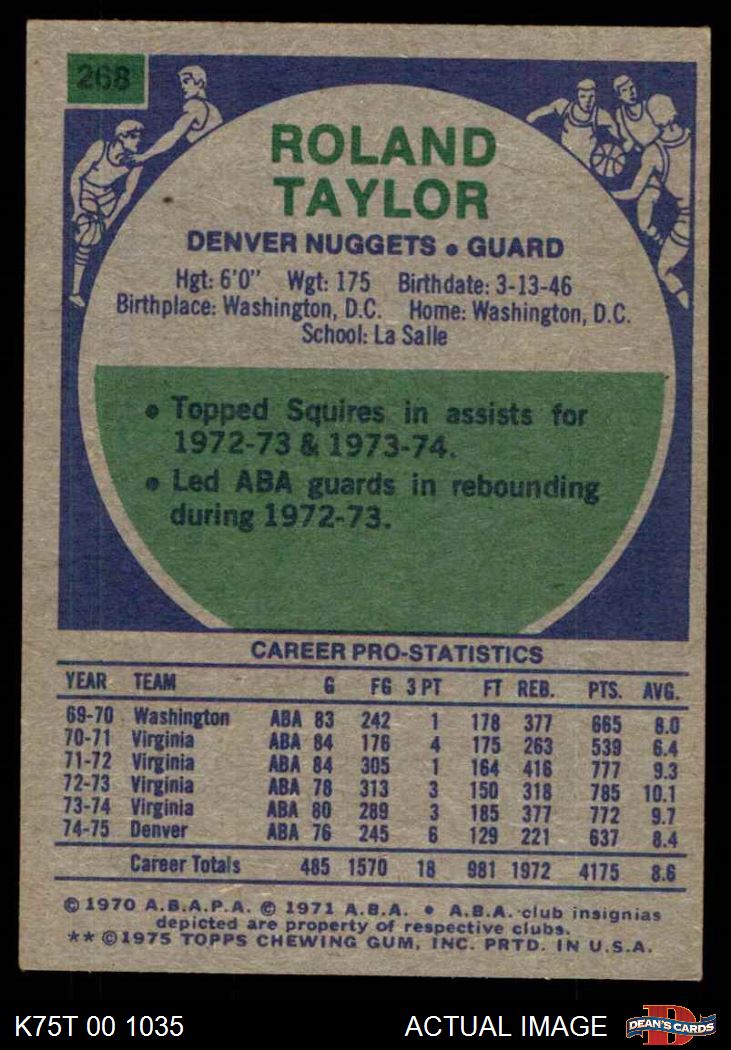 268
ROLAND
TAYLOR
DENVER NUGGETS • GUARD
Hgt: 6'0" Wgt: 175 Birthdate: 3-13-46
Birthplace: Washington, D.C. Home: Washington, D.C.
School: La Salle
• Topped Squires in assists for
1972-73 & 1973-74.
• Led ABA guards in rebounding
during 1972-73.
CAREER PRO-STATISTICS
YEAR TEAM G FG 3 PT FT REB. PTS. AVG.
69-70 Washington ABA 83 242 1 178 377 665 8.0
70-71 Virginia ABA 84 176 4 175 263 539 6.4
71-72 Virginia ABA 84 305 1 164 416 777 9.3
72-73 Virginia ABA 78 313 3 150 318 785 10.1
73-74 Virginia ABA 80 289 3 185 377 772 9.7
74-75 Denver ABA 76 245 6 129 221 637 8.4
Career Totals 485 1570 18 981 1972 4175 8.6
© 1970 A.B.A.P.A. © 1971 A.B.A. • A.B.A. club insignias
depicted are property of respective clubs.
** © 1975 TOPPS CHEWING GUM, INC. PRTD. IN U.S.A.
K75T 00 1035 ACTUAL IMAGE
D
DEAN'S CARDS